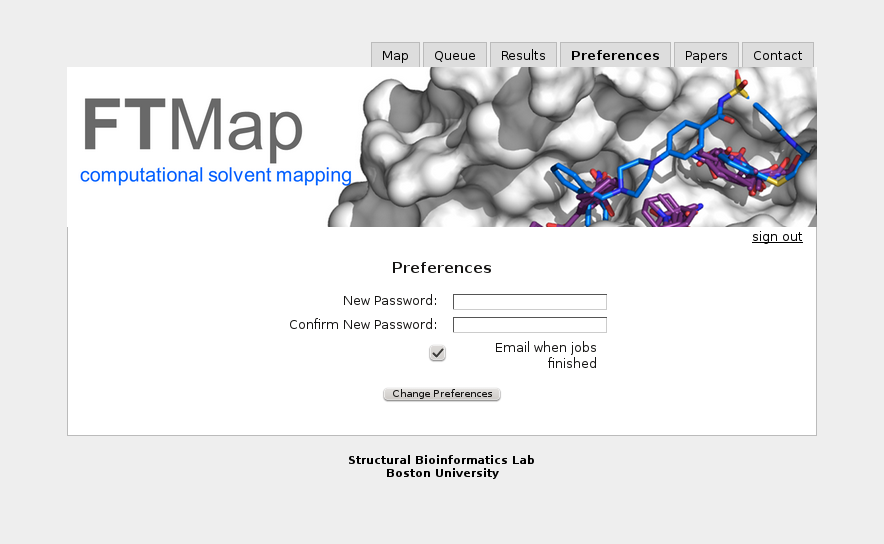 Map Queue Results Preferences Papers Contact
FTMap
computational solvent mapping
sign out
Preferences
New Password:
Confirm New Password:
Email when jobs
finished
Change Preferences
Structural Bioinformatics Lab
Boston University